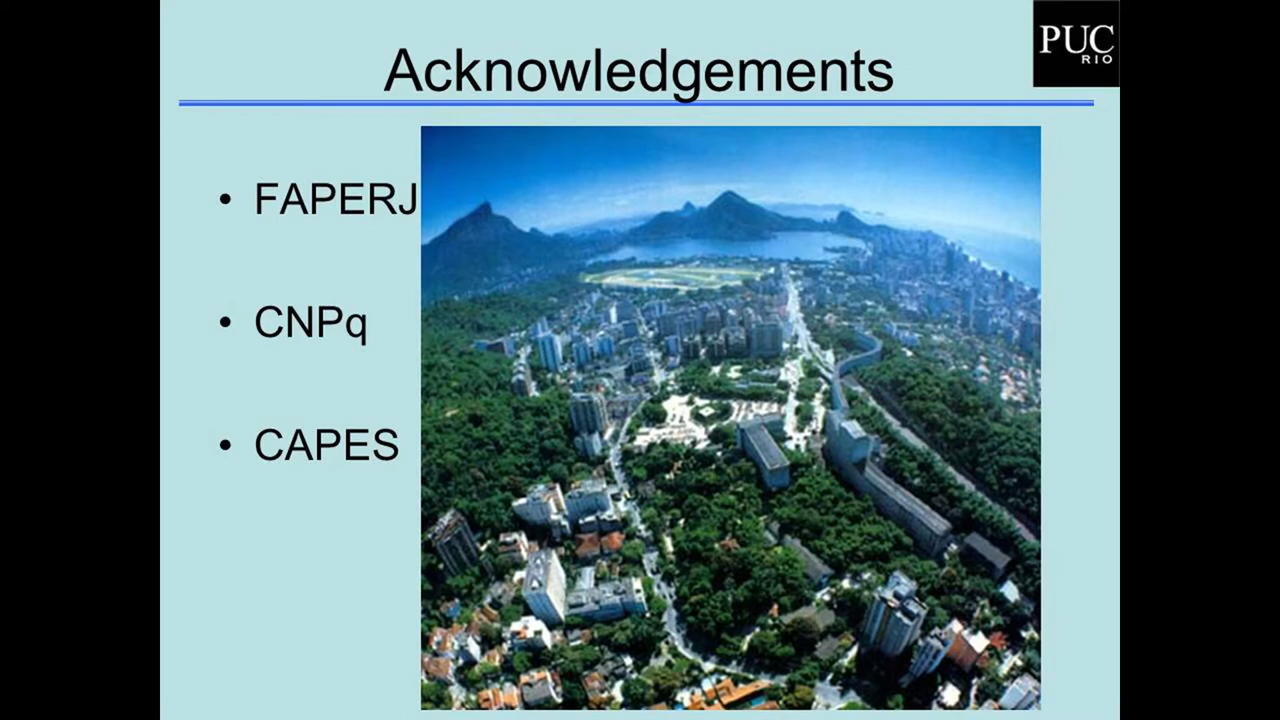 Acknowledgements
PUC
RIO
• FAPERJ
• CNPq
• CAPES